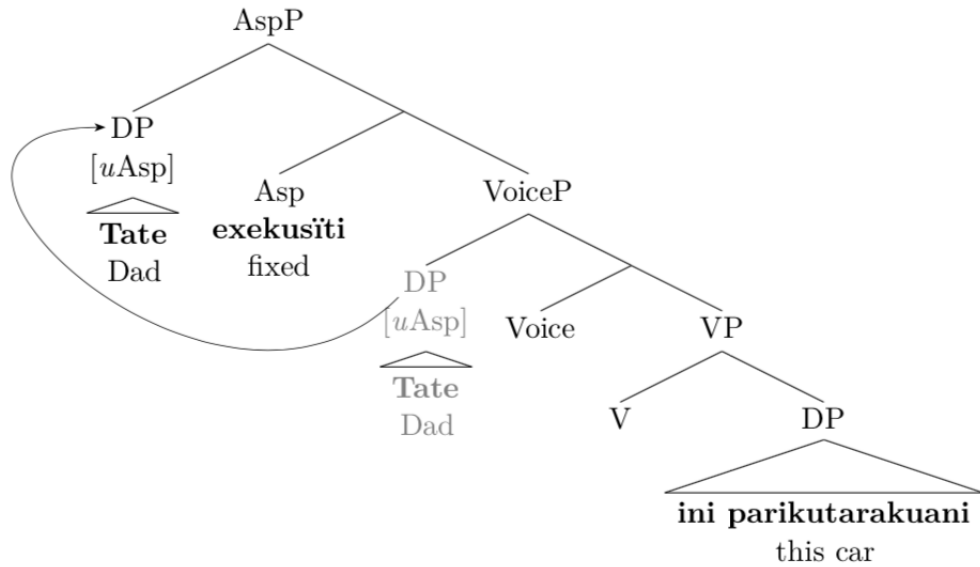 AspP
DP
[uAsp]
Tate
Dad
Asp
exekusïti
fixed
VoiceP
DP
[uAsp]
Tate
Dad
Voice
VP
V
DP
ini parikutarakuani
this car